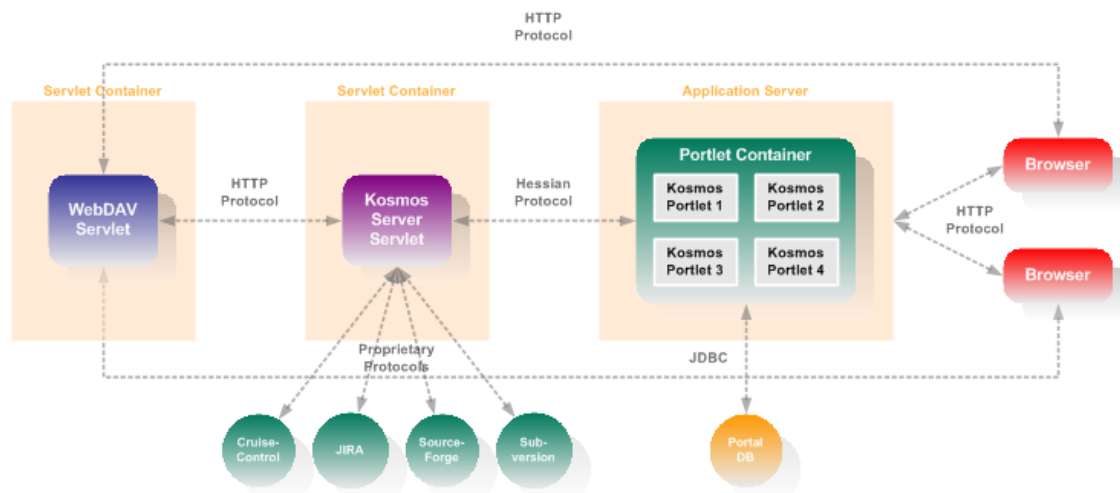 HTTP
Protocol
Servlet Container
Servlet Container
Application Server
Portlet Container
Browser
Kosmos
Portlet 1
Kosmos
Portlet 2
HTTP
Protocol
Hessian
Protocol
WebDAV
Servlet
Kosmos
Server
Servlet
HTTP
Protocol
Kosmos
Portlet 3
Kosmos
Portlet 4
Browser
Proprietary
Protocols
JDBC
Cruise-
Control
JIRA
Source-
Forge
Sub-
version
Portal
DB